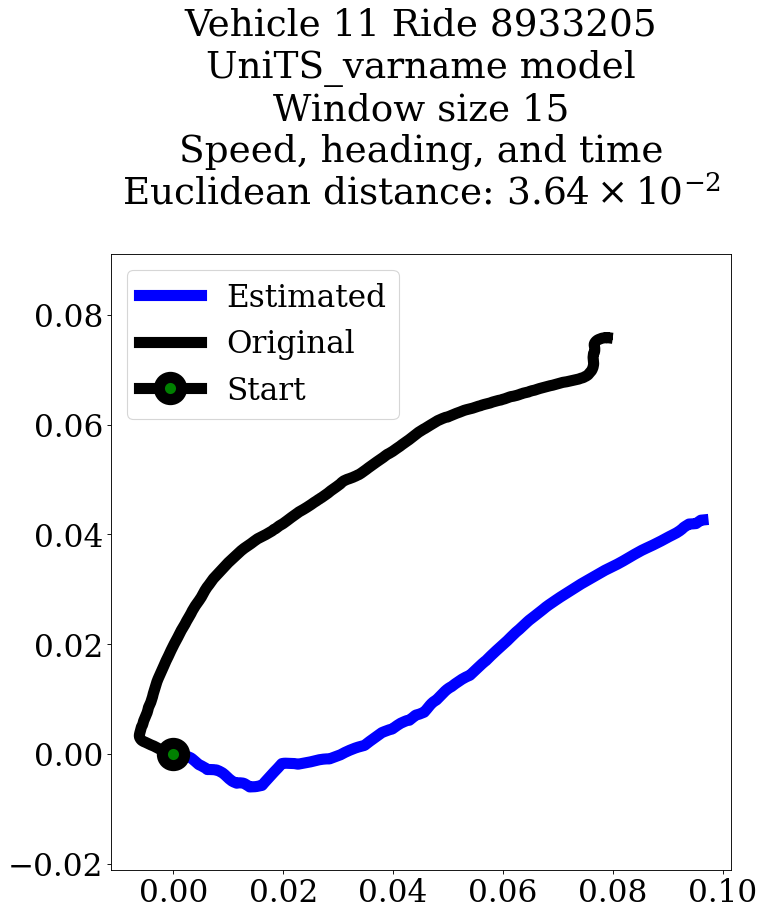 Vehicle 11 Ride 8933205
UniTS_varname model
Window size 15
Speed, heading, and time
Euclidean distance: 3.64 × 10⁻²
Estimated
Original
Start
0.08
0.06
0.04
0.02
0.00
−0.02
0.00 0.02 0.04 0.06 0.08 0.10